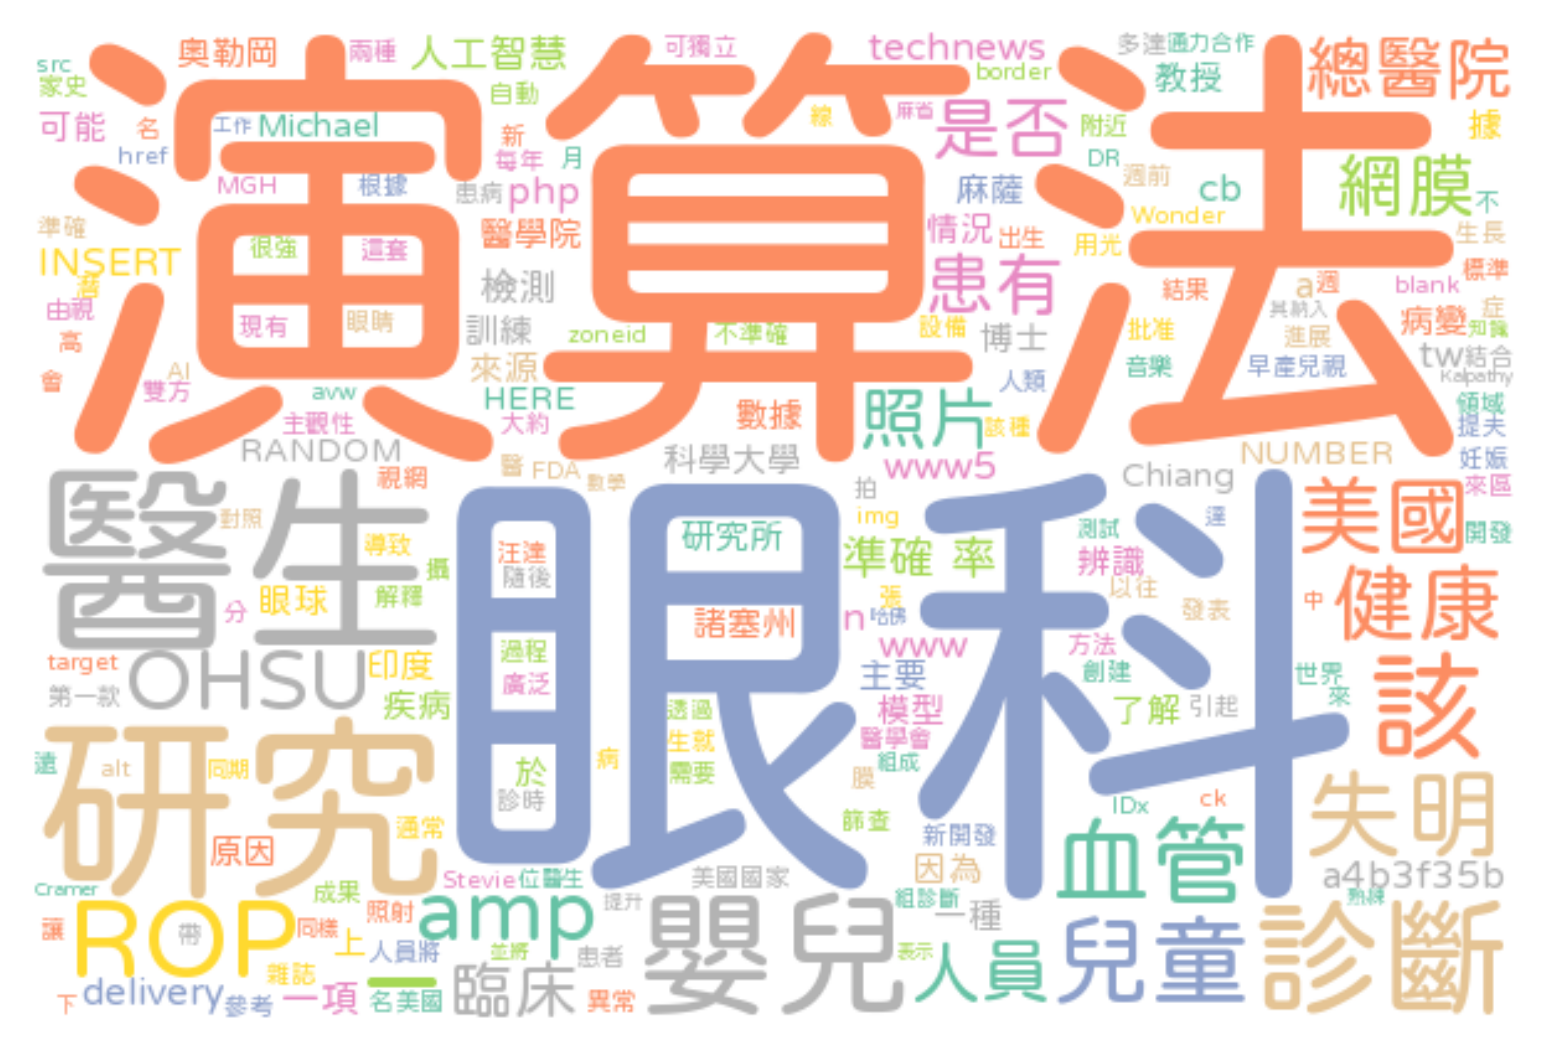 src
奧勒岡
兩種
人工智慧
可獨立
technews
多達
通力合作
總醫院
家史
演算法
自動
border
教授
可能
名
工作
Michael
新
線
麻省
是否
附近
據
href
每年
月
DR
週前
網膜
MGH
根據
患病
php
麻薩
cb
不
準確
醫學院
情況
出生
用光
Wonder
生長
INSERT
很強
這套
檢測
患有
結果
a
週
blank
標準
由視
現有
眼睛
訓練
zoneid
不準確
設備
博士
批准
其納入
進展
病變
症
知識
高
AI
來源
人類
音樂
早產兒視
tw
結合
Kalpathy
會
雙方
avw
HERE
照片
領域
主觀性
大約
數據
該種
提夫
RANDOM
科學大學
www5
NUMBER
妊娠
醫生
視網
醫
FDA
數學
拍
Chiang
美國
來區
對照
眼科
img
達
開發
導致
汪達
研究所
準確
率
測試
辨識
攝
隨後
以往
健康
分
眼球
解釋
諸塞州
張
n
哈佛
發表
中
target
OHSU
印度
過程
www
方法
該
第一款
疾病
廣泛
主要
創建
世界
來
研究
透過
模型
了解
引起
生就
醫學會
遠
alt
同期
於
病
需要
膜
組成
失明
通常
診時
篩查
新開發
IDx
ck
原因
因為
血管
a4b3f35b
Cramer
成果
Stevie
位醫生
美國國家
熟練
ROP
帶
照射
amp
提升
嬰兒
組診斷
一種
兒童
診斷
讓
同樣
上
人員將
並將
患者
表示
人員
雜誌
一
下
delivery
參考
一項
名美國
臨床
異常